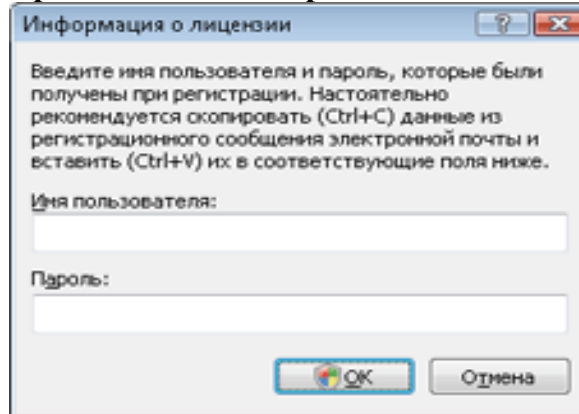 Информация о лицензии
Введите имя пользователя и пароль, которые были
получены при регистрации. Настоятельно
рекомендуется скопировать (Ctrl+C) данные из
регистрационного сообщения электронной почты и
вставить (Ctrl+V) их в соответствующие поля ниже.
Имя пользователя:
Пароль:
OK Отмена